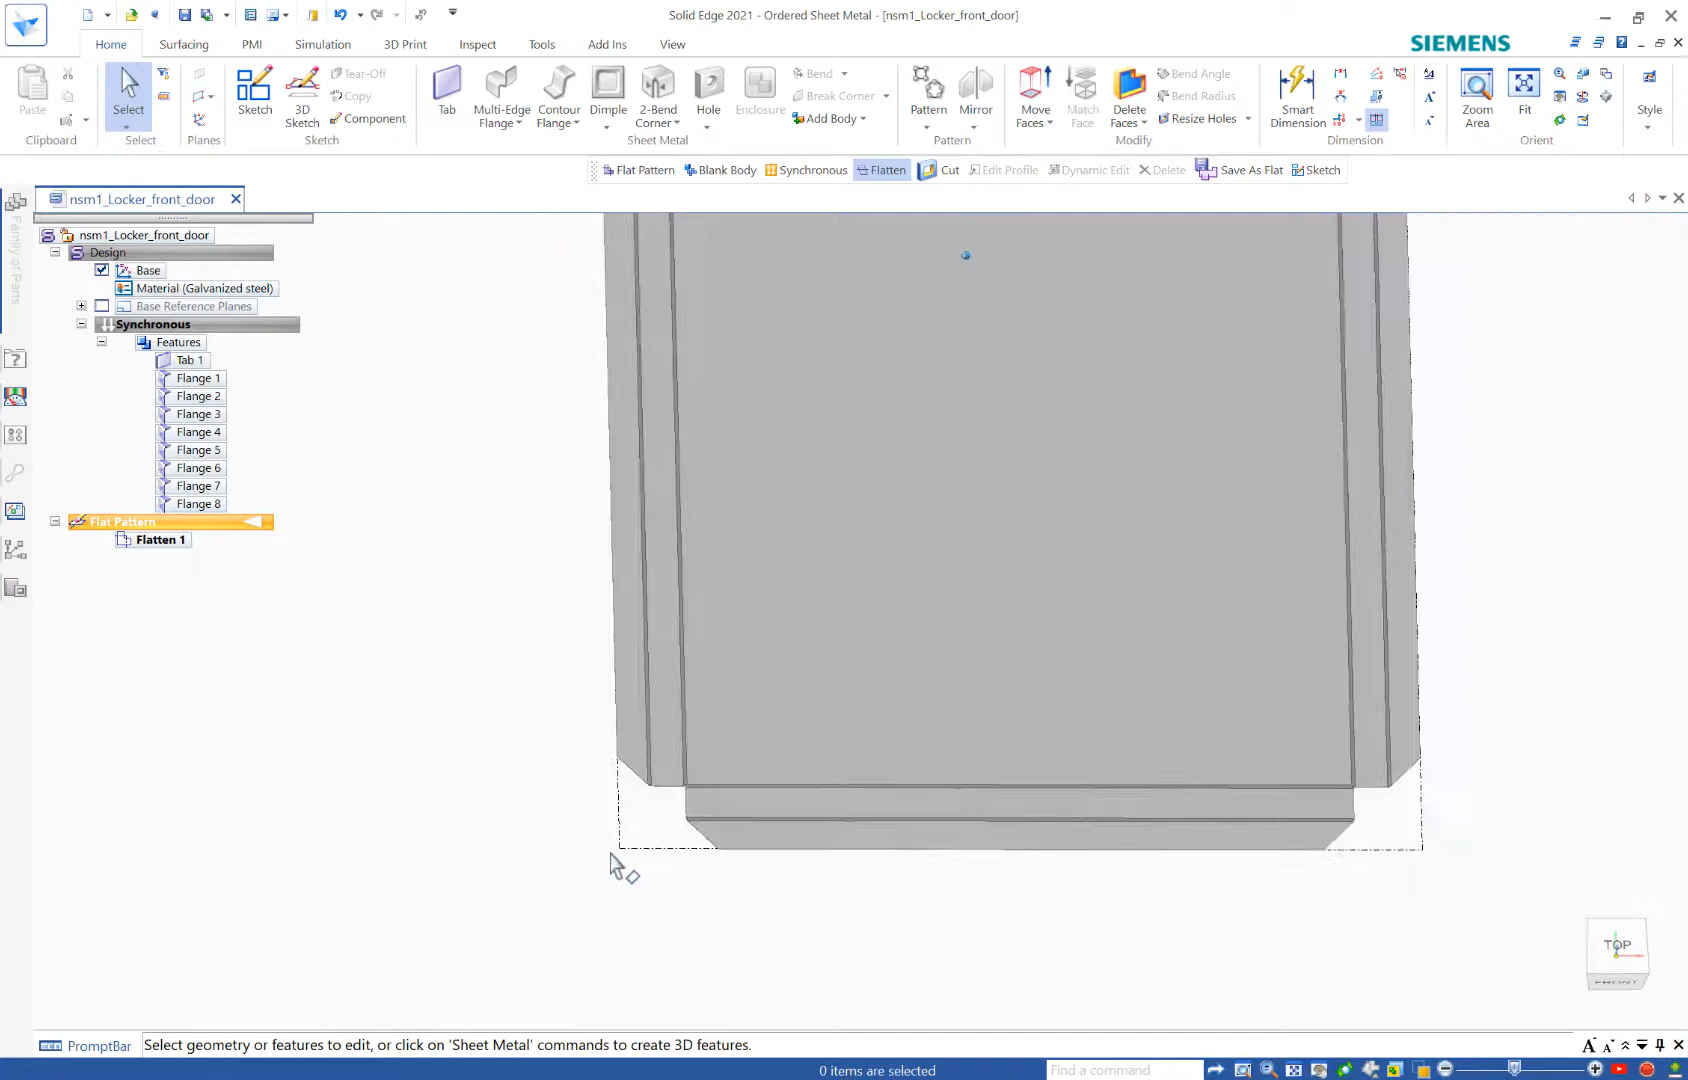 Solid Edge 2021 - Ordered Sheet Metal - [nsm1_Locker_front_door]
Home Surfacing PMI Simulation 3D Print Inspect Tools Add Ins View
SIEMENS
Paste
Clipboard
Select
Select
Planes
Sketch
3D Sketch
Tear-Off
Copy
Component
Sketch
Tab
Multi-Edge Flange
Contour Flange
Dimple
2-Bend Corner
Hole
Enclosure
Bend
Break Corner
Add Body
Sheet Metal
Pattern
Mirror
Pattern
Move Faces
Match Face
Delete Faces
Bend Angle
Bend Radius
Resize Holes
Modify
Smart Dimension
Dimension
Zoom Area
Fit
Orient
Style
Flat Pattern Blank Body Synchronous Flatten Cut Edit Profile Dynamic Edit Delete Save As Flat Sketch
nsm1_Locker_front_door
Family of Parts
nsm1_Locker_front_door
Design
Base
Material (Galvanized steel)
Base Reference Planes
Synchronous
Features
Tab 1
Flange 1
Flange 2
Flange 3
Flange 4
Flange 5
Flange 6
Flange 7
Flange 8
Flat Pattern
Flatten 1
TOP
FRONT
PromptBar
Select geometry or features to edit, or click on 'Sheet Metal' commands to create 3D features.
0 items are selected
Find a command